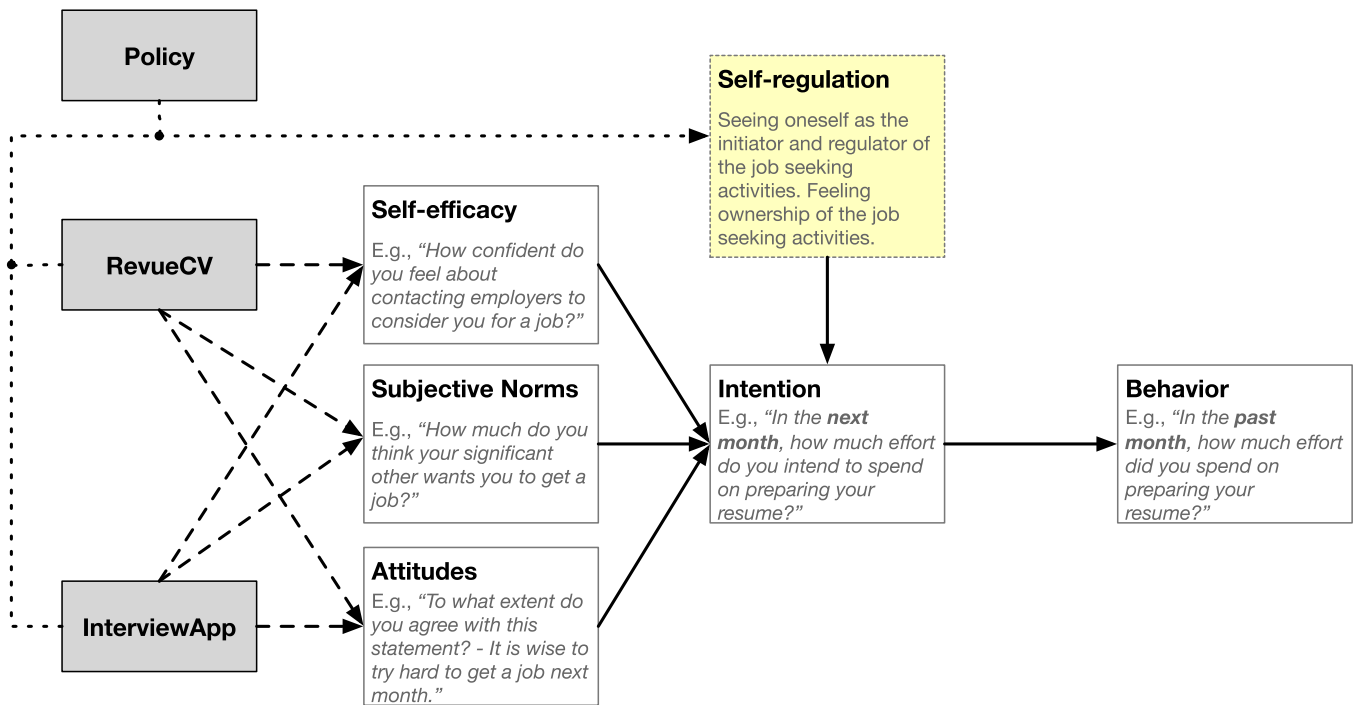 Policy
Self-regulation
Seeing oneself as the
initiator and regulator of
the job seeking
activities. Feeling
ownership of the job
seeking activities.
RevueCV
Self-efficacy
E.g., “How confident do
you feel about
contacting employers to
consider you for a job?”
Subjective Norms
E.g., “How much do you
think your significant
other wants you to get a
job?”
Intention
E.g., “In the next
month, how much effort
do you intend to spend
on preparing your
resume?”
Behavior
E.g., “In the past
month, how much effort
did you spend on
preparing your
resume?”
InterviewApp
Attitudes
E.g., “To what extent do
you agree with this
statement? - It is wise to
try hard to get a job next
month.”